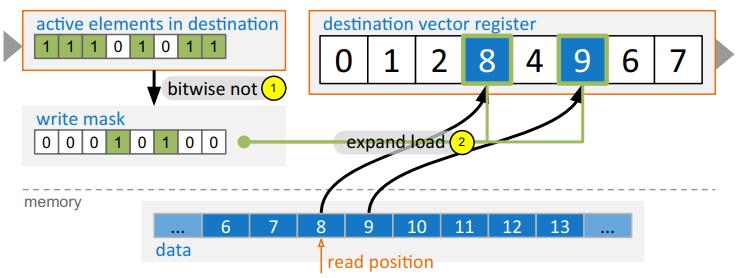 active elements in destination
1 1 1 0 1 0 1 1
bitwise not 1
write mask
0 0 0 1 0 1 0 0
destination vector register
0 1 2 8 4 9 6 7
expand load 2
memory
... 6 7 8 9 10 11 12 13 ...
data
read position